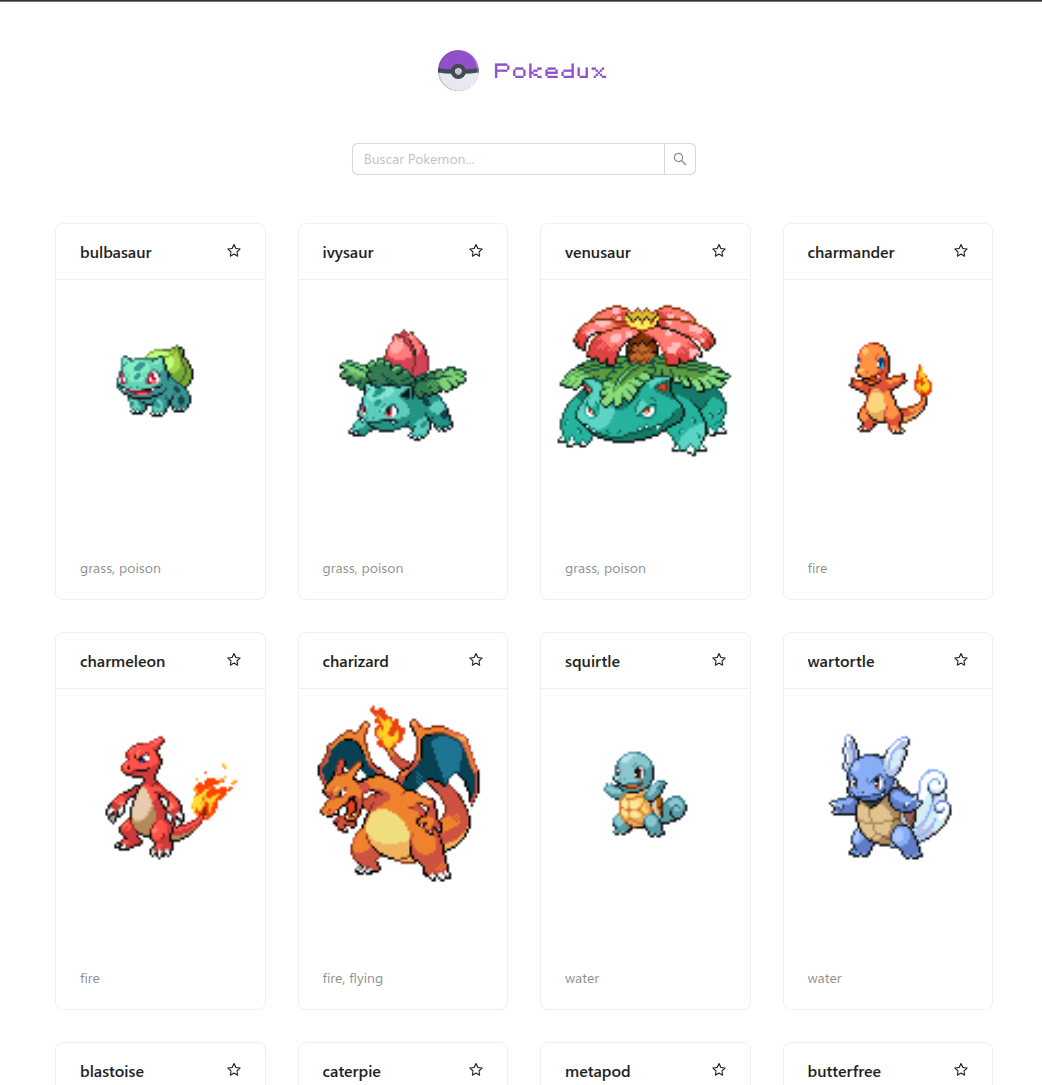 Pokedux
Buscar Pokemon...
bulbasaur
ivysaur
venusaur
charmander
grass, poison
grass, poison
grass, poison
fire
charmeleon
charizard
squirtle
wartortle
fire
fire, flying
water
water
blastoise
caterpie
metapod
butterfree